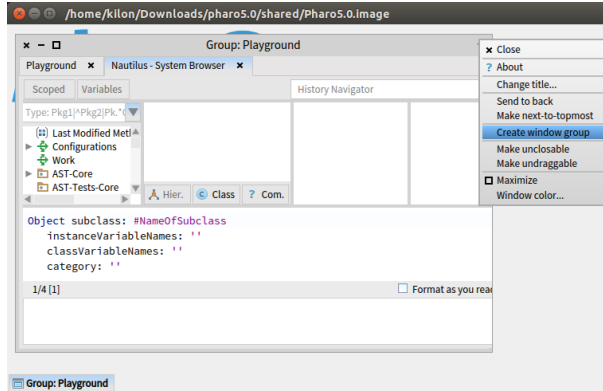 /home/kilon/Downloads/pharo5.0/shared/Pharo5.0.image
Group: Playground
Playground
Nautilus - System Browser
Scoped
Variables
History Navigator
Type: Pkg1|^Pkg2|Pk.*
Last Modified Metl
Configurations
Work
AST-Core
AST-Tests-Core
Hier.
Class
? Com.
Object subclass: #NameOfSubclass
instanceVariableNames: ''
classVariableNames: ''
category: ''
1/4 [1]
Format as you read
Close
? About
Change title...
Send to back
Make next-to-topmost
Create window group
Make unclosable
Make undraggable
Maximize
Window color...
Group: Playground